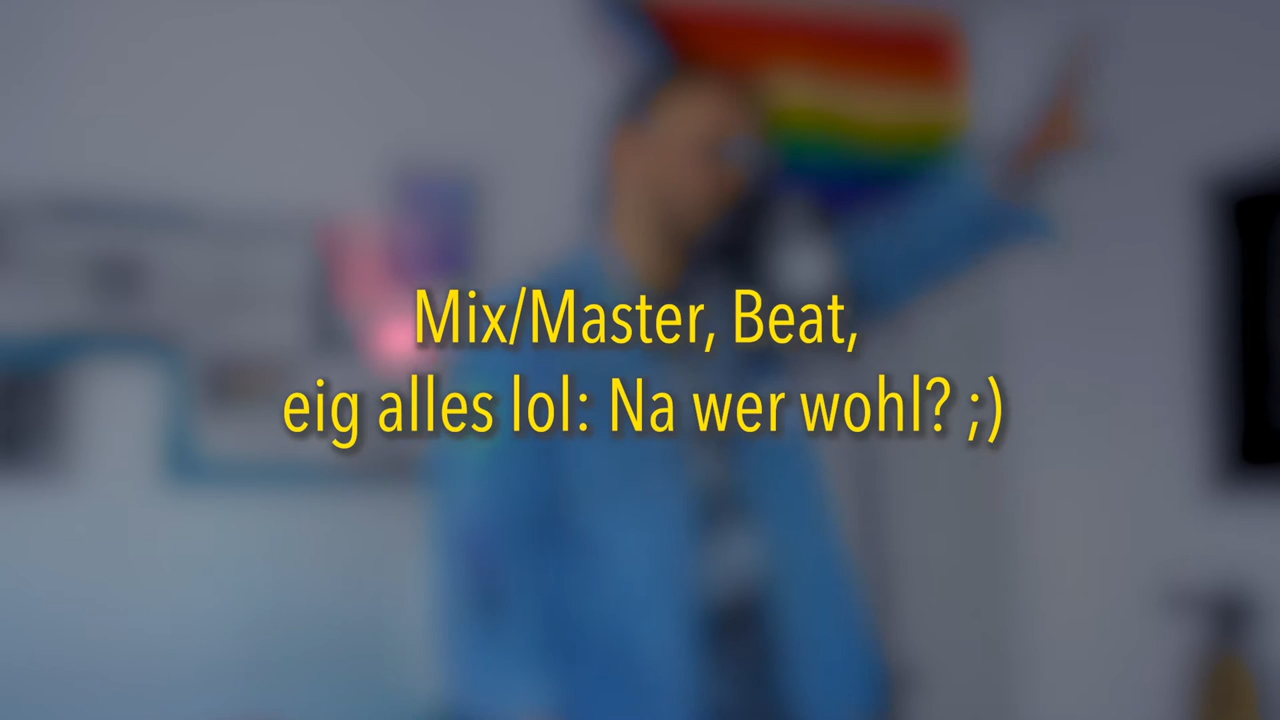 Mix/Master, Beat,
eig alles lol: Na wer wohl? ;)